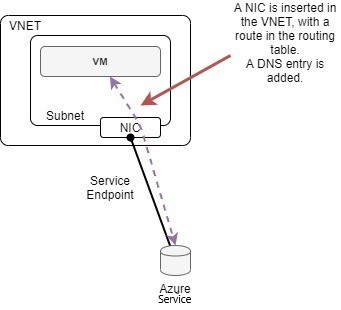 A NIC is inserted in
the VNET, with a
route in the routing
table.
A DNS entry is
added.
VNET
VM
Subnet
NIC
Service
Endpoint
Azure
Service